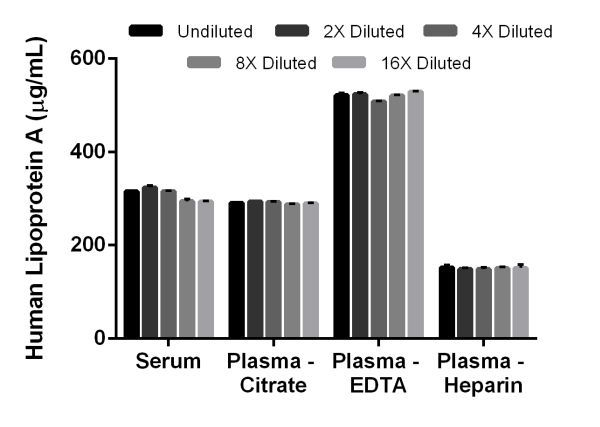 Undiluted 2X Diluted 4X Diluted
8X Diluted 16X Diluted
Human Lipoprotein A (μg/mL)
600
400
200
0
Serum Plasma - Plasma - Plasma -
Citrate EDTA Heparin